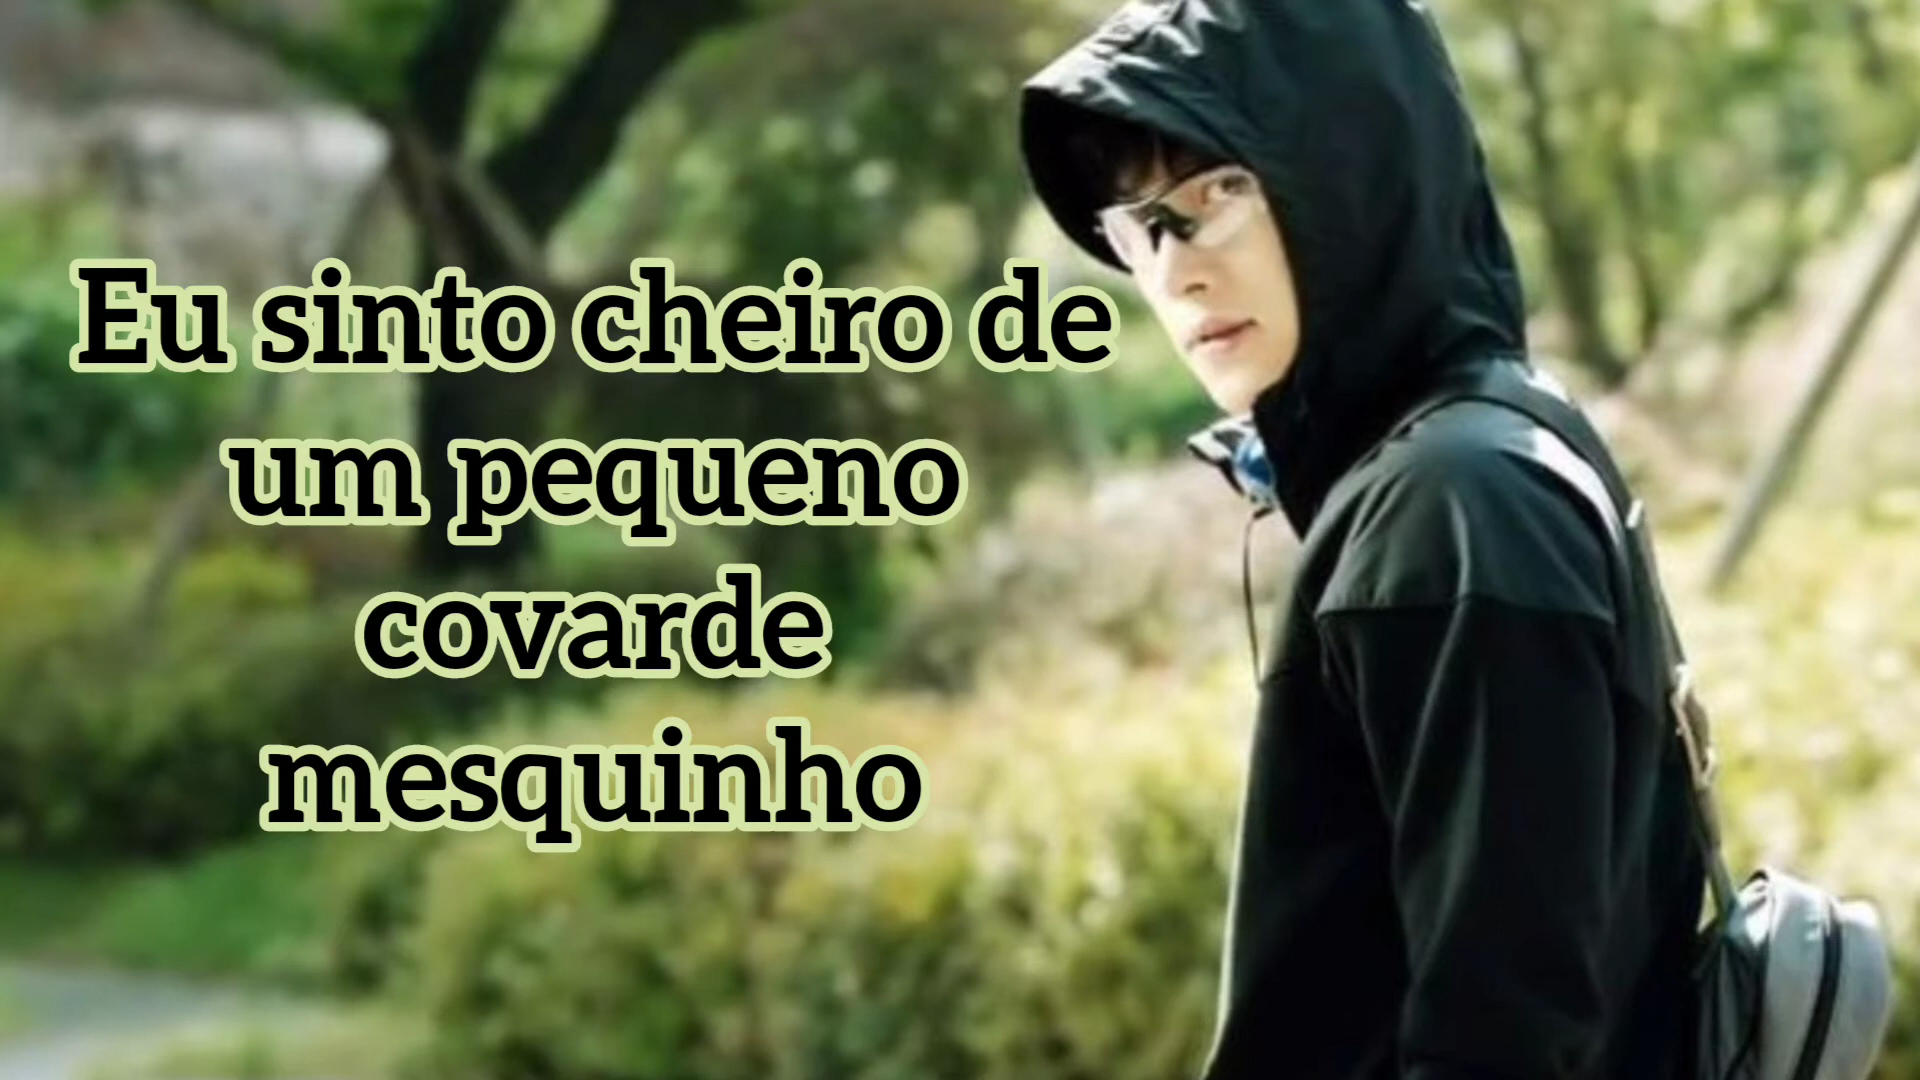 Eu sinto cheiro de
um pequeno
covarde
mesquinho